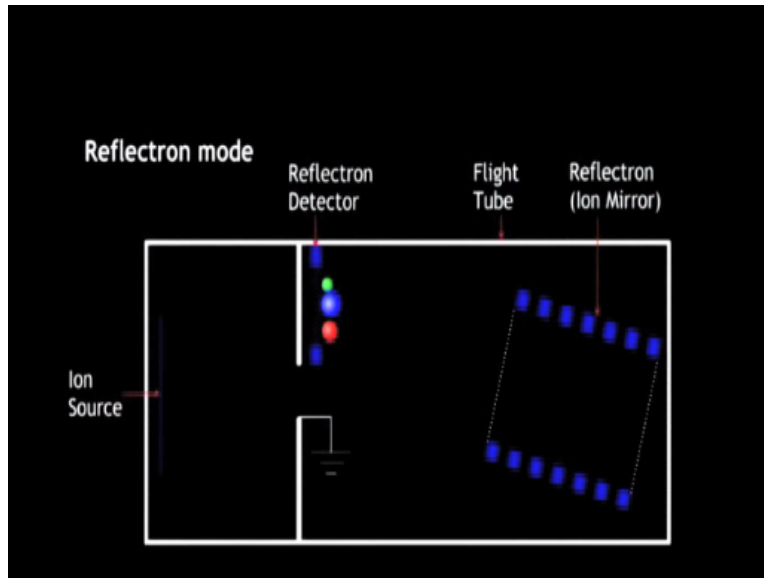 Reflectron mode
Reflectron
Detector
Flight
Tube
Reflectron
(Ion Mirror)
Ion
Source